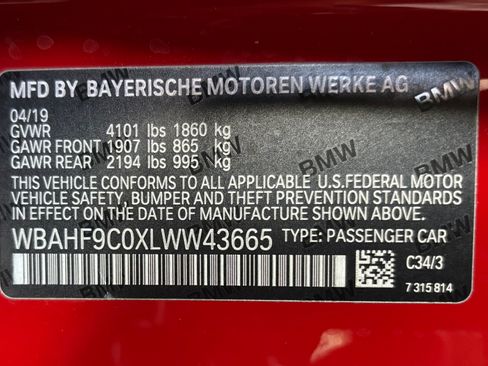 MFD BY BAYERISCHE MOTOREN WERKE AG
04/19
GVWR 4101 lbs 1860 kg
GAWR FRONT 1907 lbs 865 kg
GAWR REAR 2194 lbs 995 kg
THIS VEHICLE CONFORMS TO ALL APPLICABLE U.S.FEDERAL MOTOR
VEHICLE SAFETY, BUMPER AND THEFT PREVENTION STANDARDS
IN EFFECT ON THE DATE OF MANUFACTURE SHOWN ABOVE.
WBAHF9C0XLWW43665 TYPE: PASSENGER CAR
C34/3
7 315 814